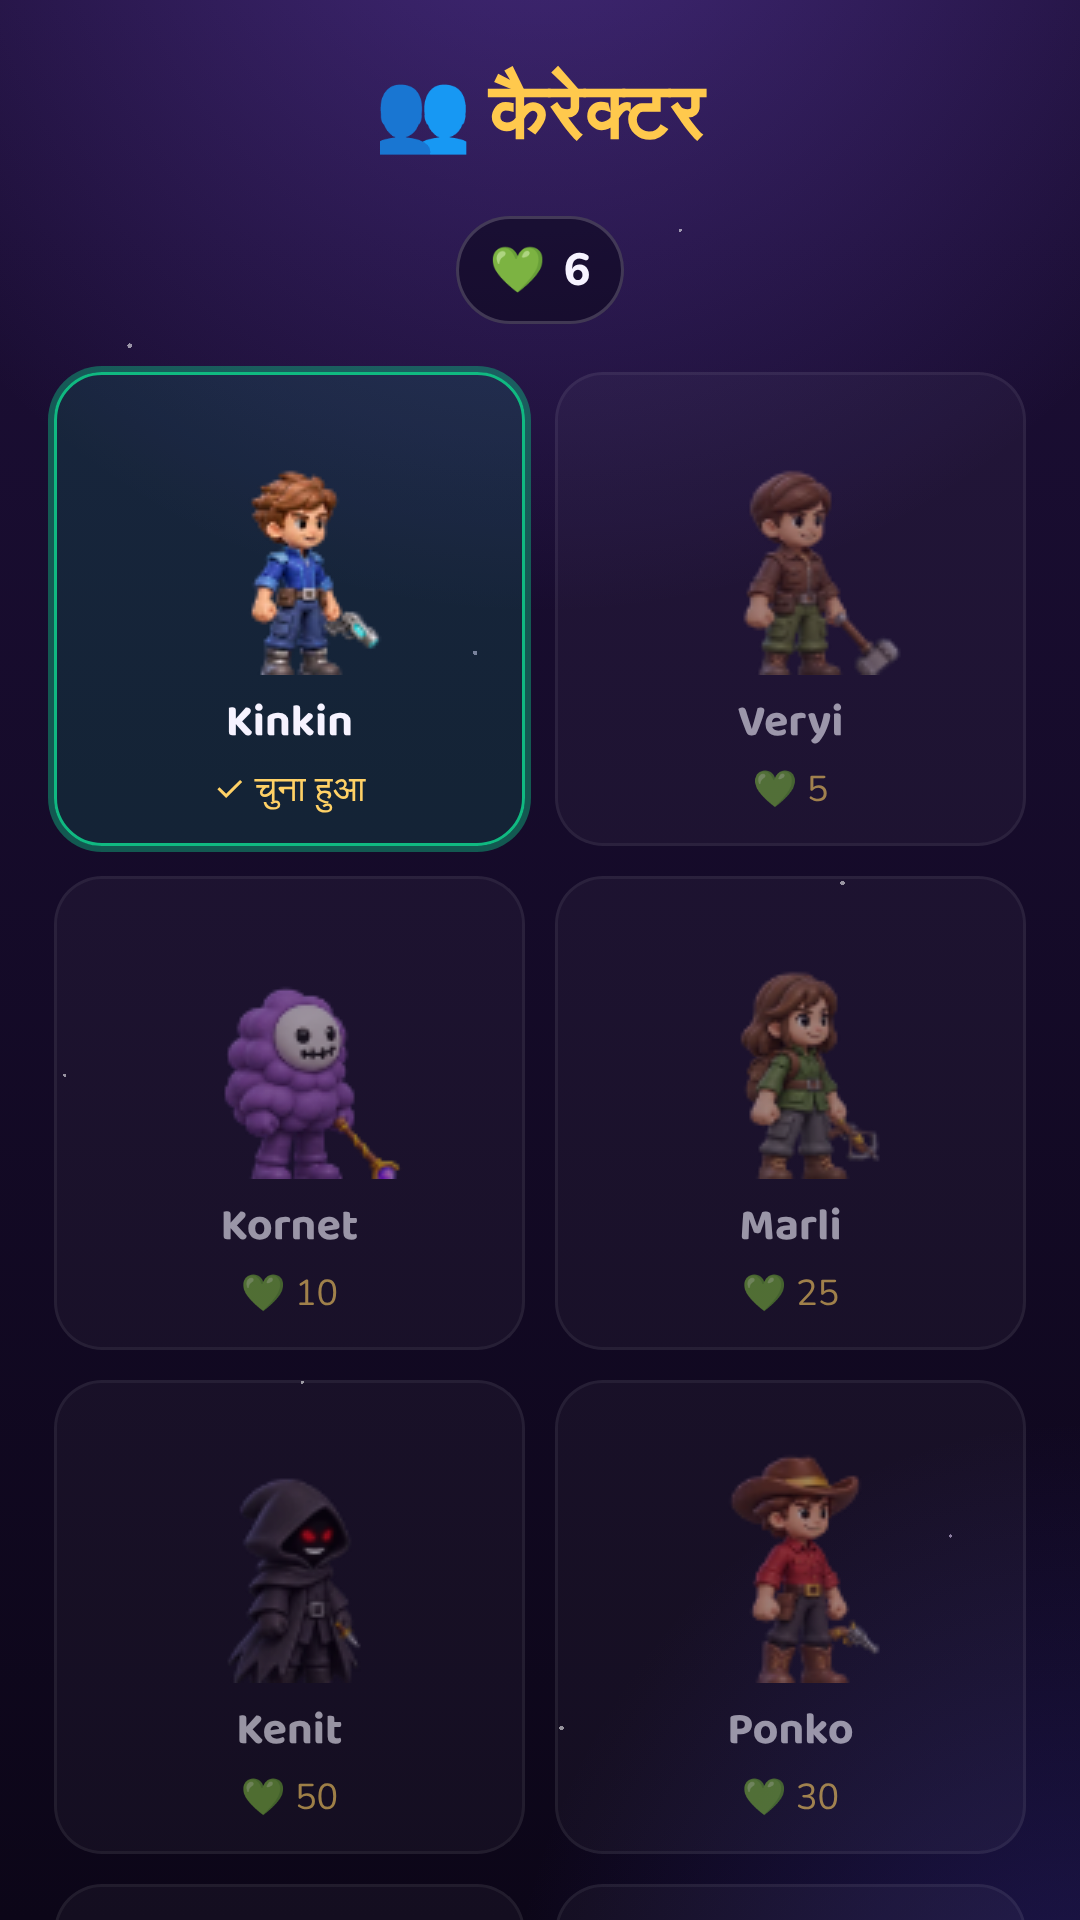 👥 कैरेक्टर
💚 6
Kinkin
✓ चुना हुआ
Veryi
💚 5
Kornet
💚 10
Marli
💚 25
Kenit
💚 50
Ponko
💚 30